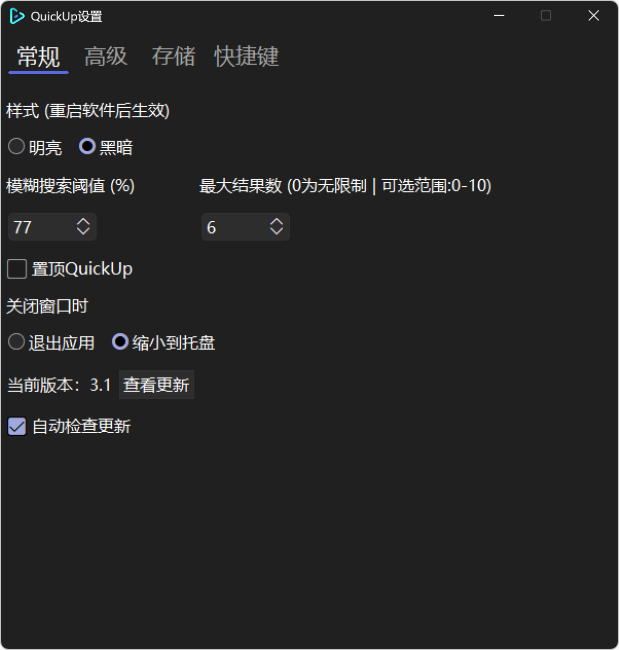 QuickUp设置
常规 高级 存储 快捷键
样式 (重启软件后生效)
明亮 黑暗
模糊搜索阈值 (%) 最大结果数 (0为无限制 | 可选范围:0-10)
77 6
置顶QuickUp
关闭窗口时
退出应用 缩小到托盘
当前版本：3.1 查看更新
自动检查更新